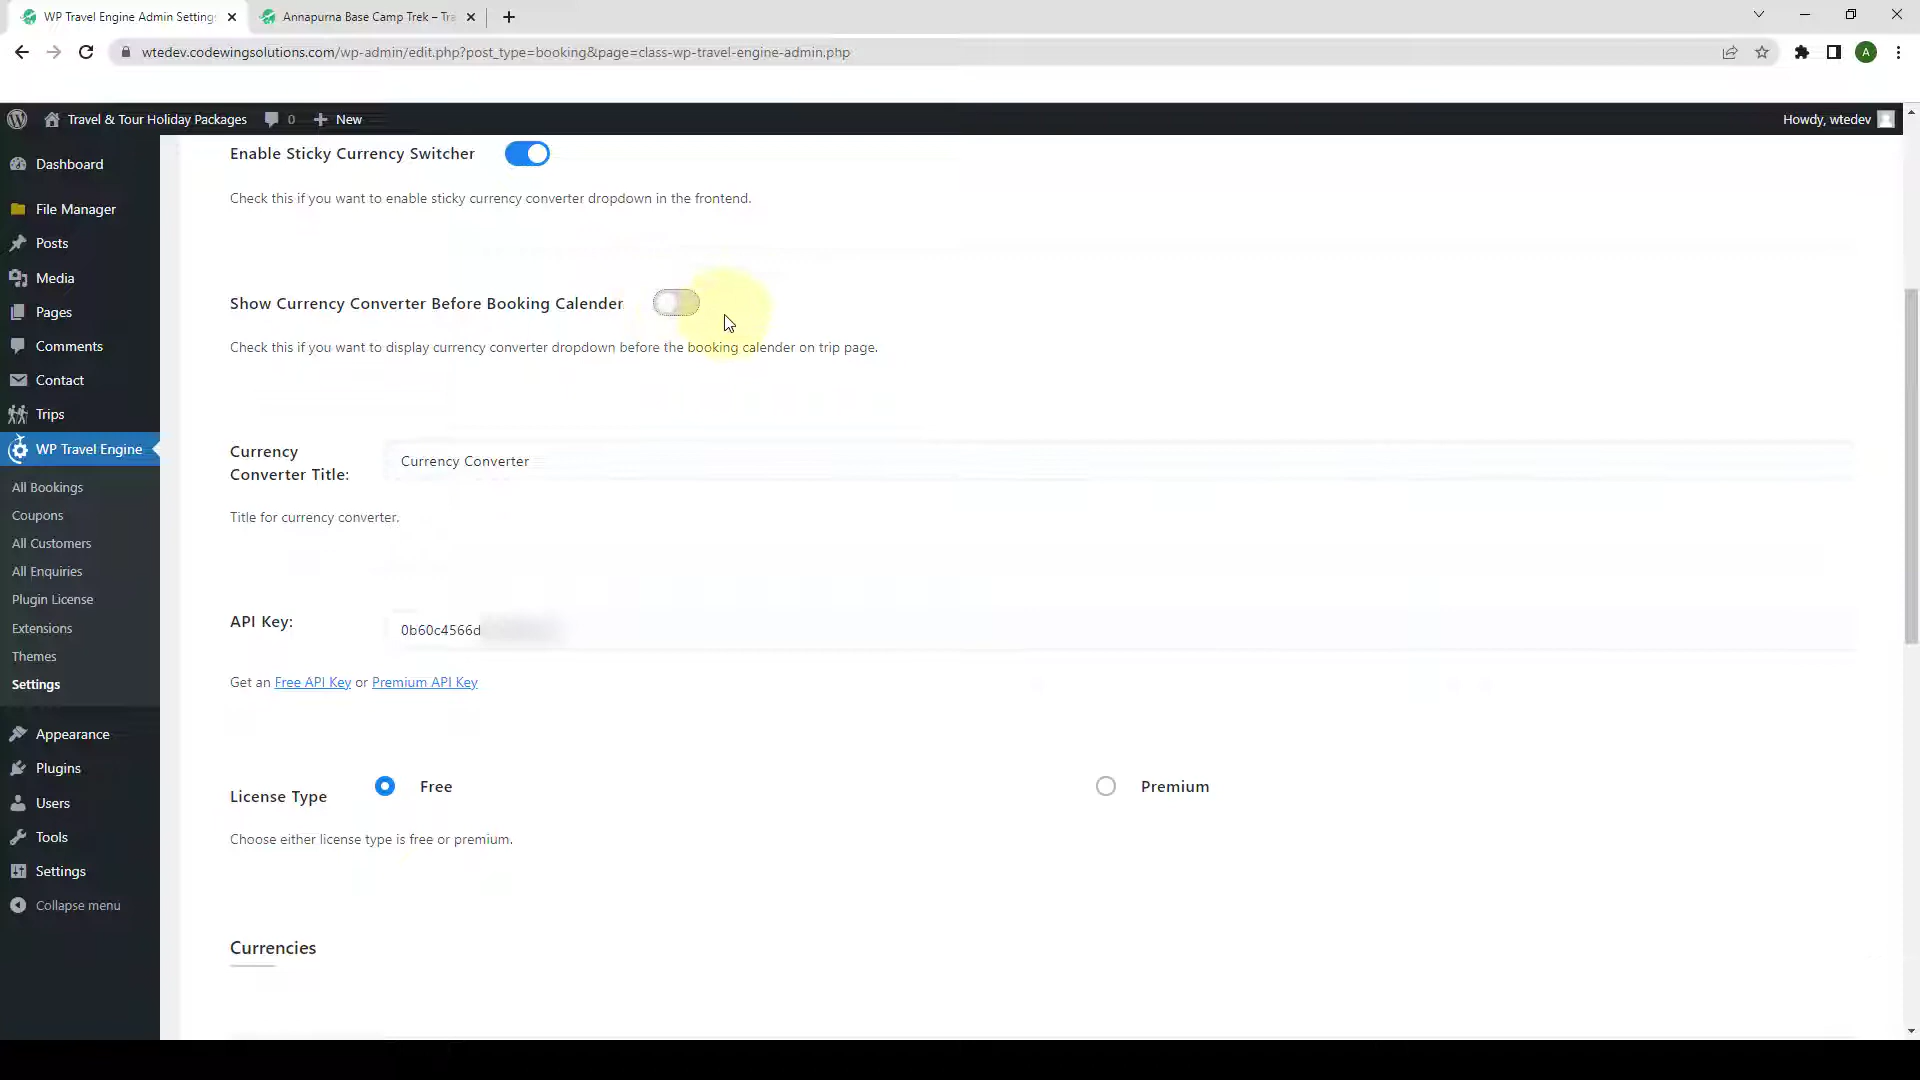 WP Travel Engine Admin Settings
Annapurna Base Camp Trek – Tra
wtedev.codewingsolutions.com/wp-admin/edit.php?post_type=booking&page=class-wp-travel-engine-admin.php
A
Travel & Tour Holiday Packages
0
New
Howdy, wtedev
Dashboard
File Manager
Posts
Media
Pages
Comments
Contact
Trips
WP Travel Engine
All Bookings
Coupons
All Customers
All Enquiries
Plugin License
Extensions
Themes
Settings
Appearance
Plugins
Users
Tools
Settings
Collapse menu
Enable Sticky Currency Switcher
Check this if you want to enable sticky currency converter dropdown in the frontend.
Show Currency Converter Before Booking Calender
Check this if you want to display currency converter dropdown before the booking calender on trip page.
Currency
Converter Title:
Currency Converter
Title for currency converter.
API Key:
0b60c4566d
Get an Free API Key or Premium API Key
License Type
Free
Premium
Choose either license type is free or premium.
Currencies